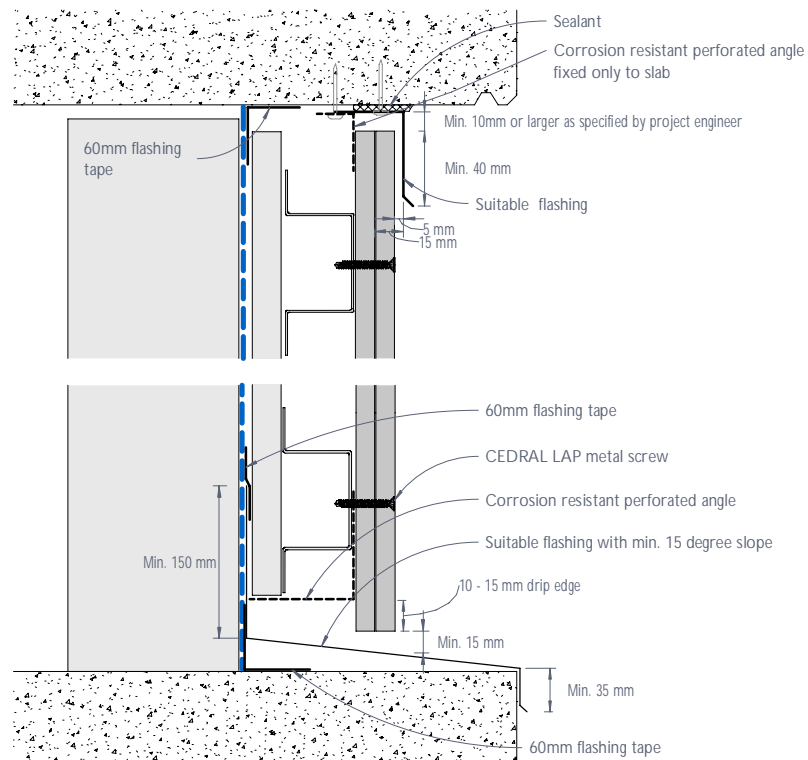 Sealant
Corrosion resistant perforated angle
fixed only to slab
Min. 10mm or larger as specified by project engineer
60mm flashing
tape
Min. 40 mm
Suitable flashing
5 mm
15 mm
60mm flashing tape
CEDRAL LAP metal screw
Corrosion resistant perforated angle
Suitable flashing with min. 15 degree slope
Min. 150 mm
10 - 15 mm drip edge
Min. 15 mm
Min. 35 mm
60mm flashing tape